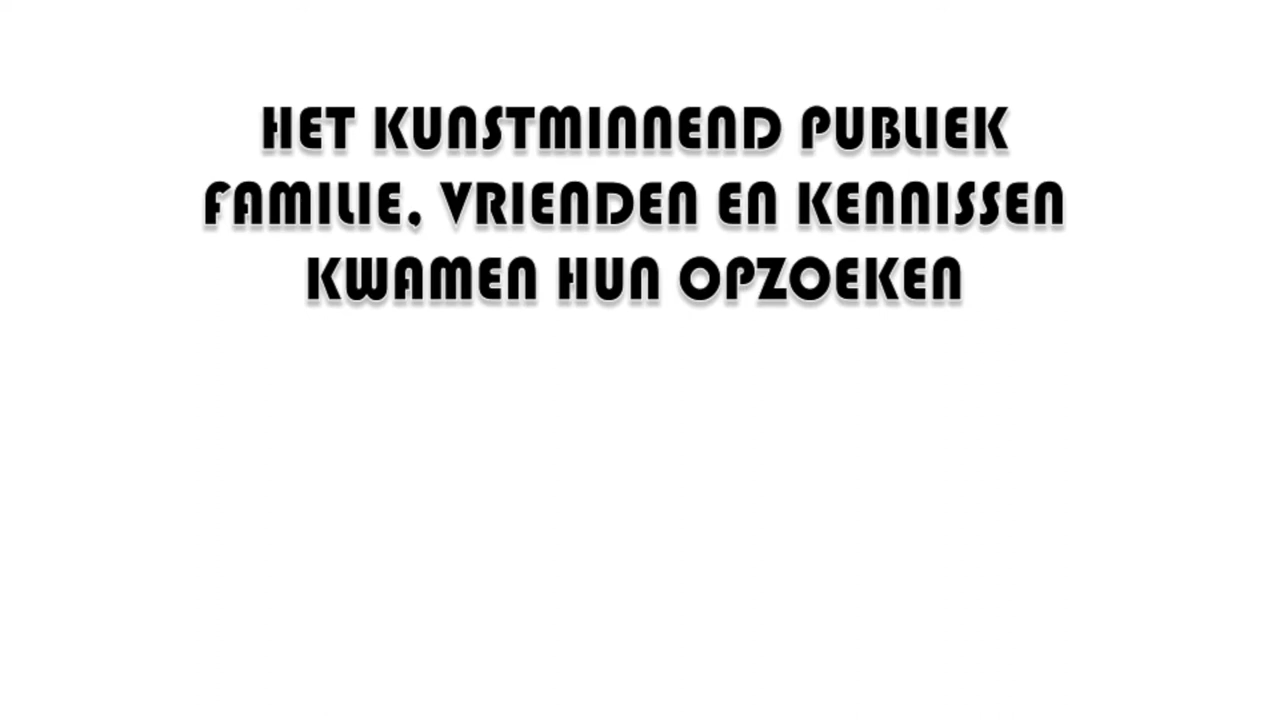 HET KUNSTMINNEND PUBLIEK
FAMILIE, VRIENDEN EN KENNISSEN
KWAMEN HUN OPZOEKEN